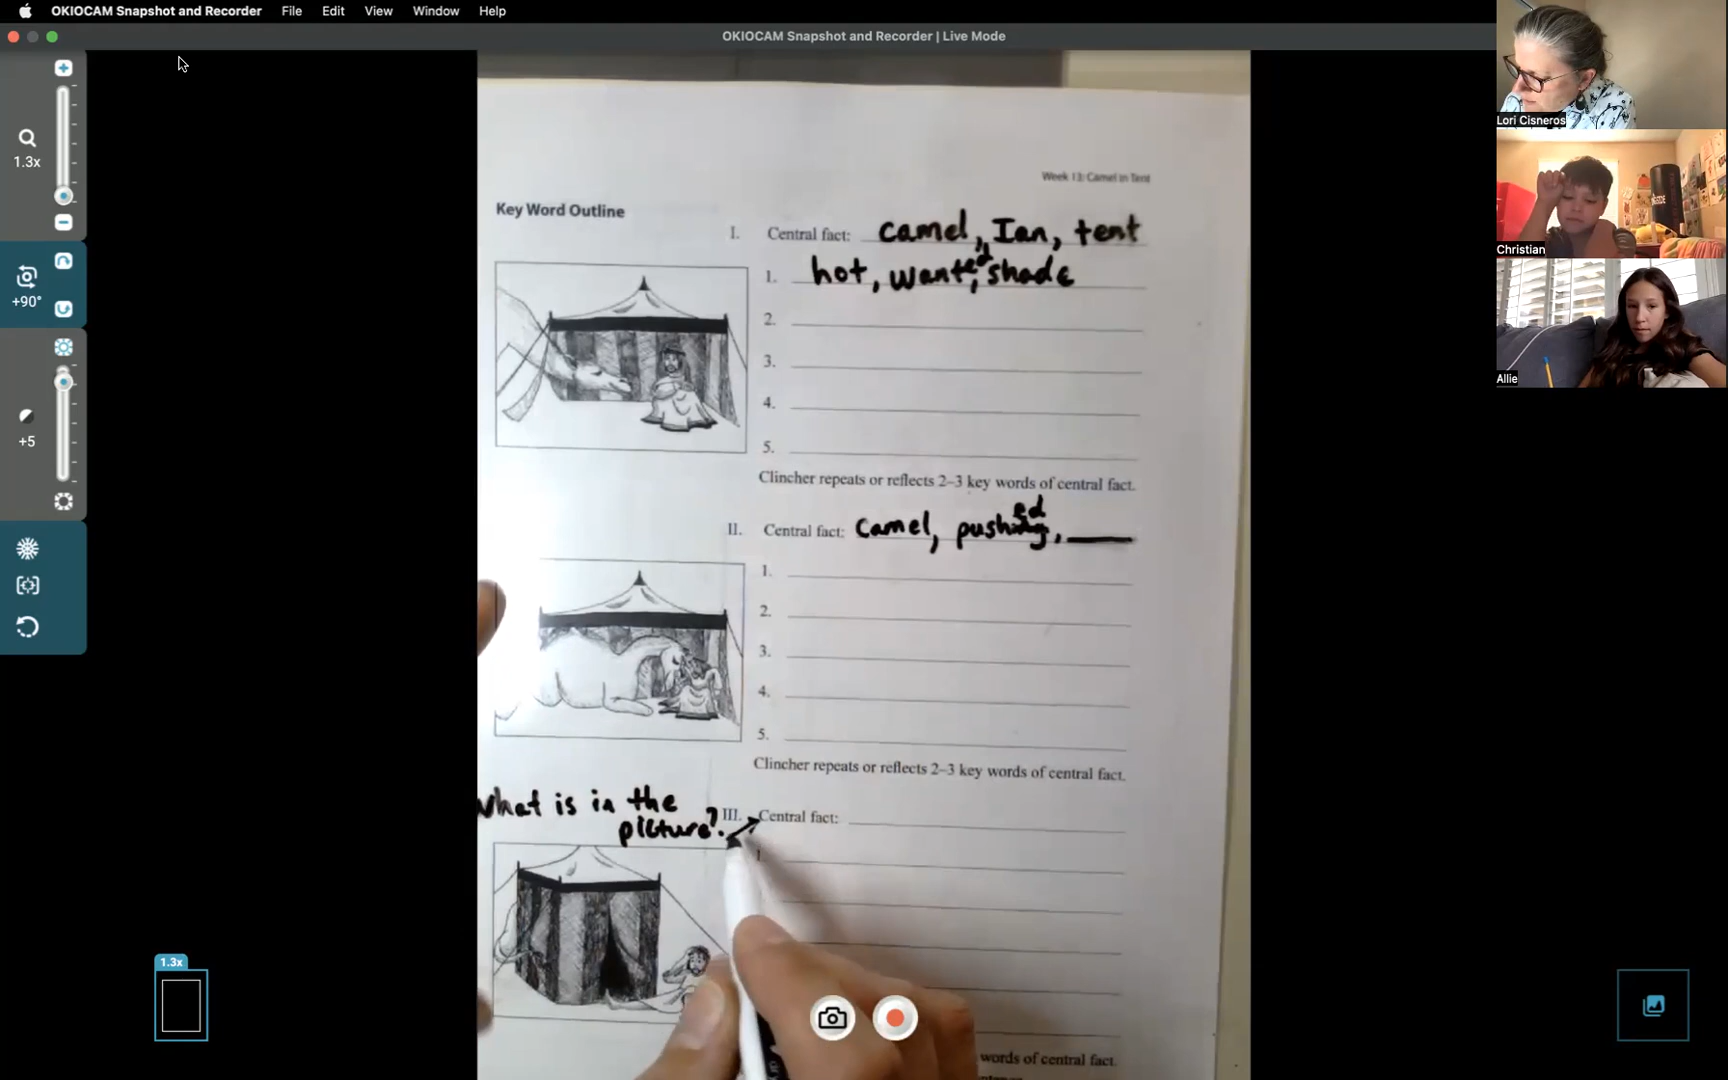 OKIOCAM Snapshot and Recorder File Edit View Window Help
OKIOCAM Snapshot and Recorder | Live Mode
1.3x
+90°
+5
1.3x
Week 13: Camel in Tent
Key Word Outline
I. Central fact: camel, Ian, tent
1. hot, wanted, shade
2.
3.
4.
5.
Clincher repeats or reflects 2–3 key words of central fact.
II. Central fact: camel, pushed,
1.
2.
3.
4.
5.
Clincher repeats or reflects 2–3 key words of central fact.
What is in the
picture?
III. Central fact:
words of central fact.
Lori Cisneros
Christian
Allie